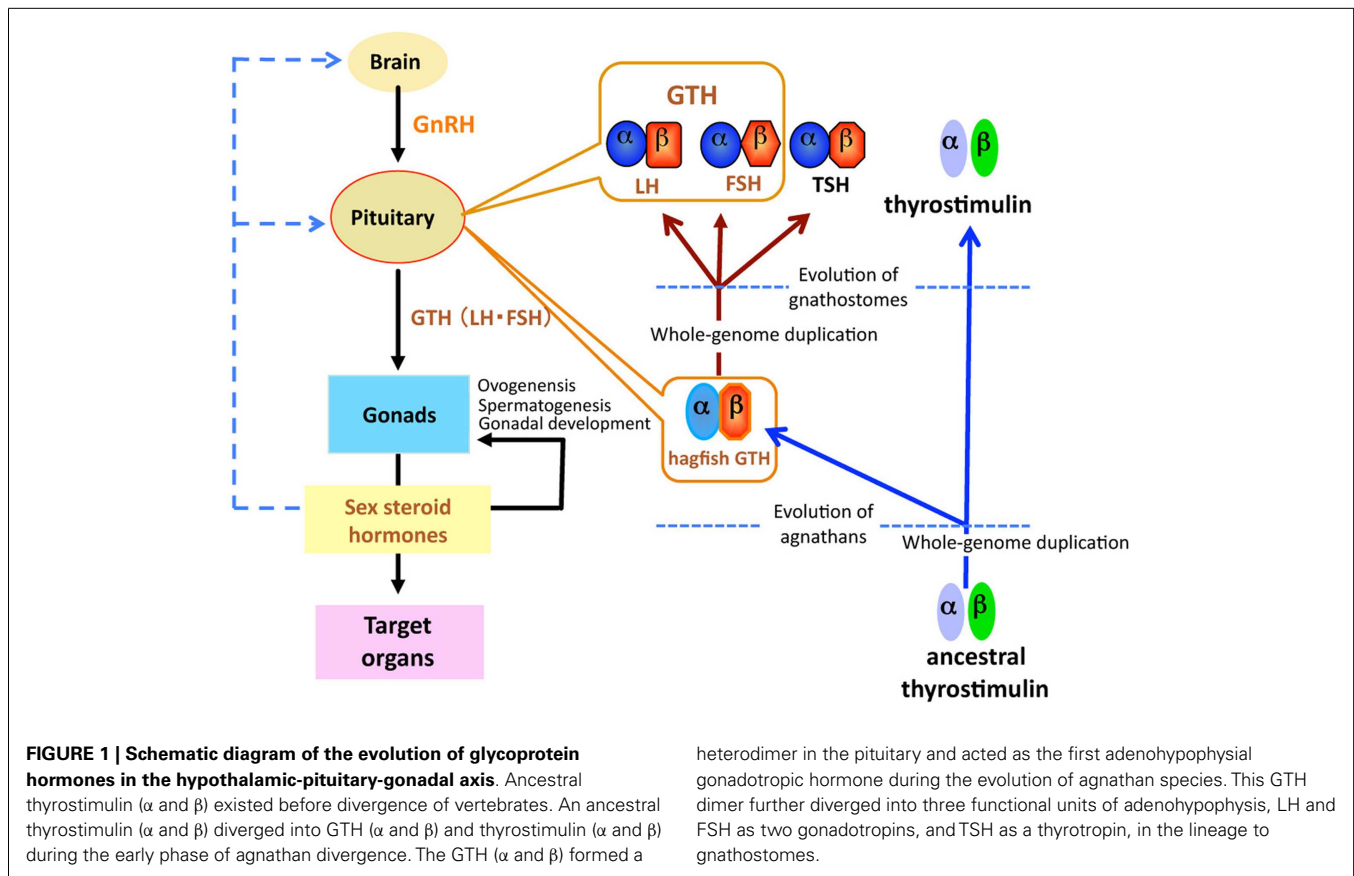 Brain
GnRH
Pituitary
GTH (LH・FSH)
Gonads
Ovogenensis
Spermatogenesis
Gonadal development
Sex steroid
hormones
Target
organs
GTH
α β
LH
α β
FSH
α β
TSH
α β
thyrostimulin
Evolution of
gnathostomes
Whole-genome duplication
α β
hagfish GTH
Evolution of
agnathans
Whole-genome duplication
α β
ancestral
thyrostimulin
FIGURE 1 | Schematic diagram of the evolution of glycoprotein
hormones in the hypothalamic-pituitary-gonadal axis. Ancestral
thyrostimulin (α and β) existed before divergence of vertebrates. An ancestral
thyrostimulin (α and β) diverged into GTH (α and β) and thyrostimulin (α and β)
during the early phase of agnathan divergence. The GTH (α and β) formed a
heterodimer in the pituitary and acted as the first adenohypophysial
gonadotropic hormone during the evolution of agnathan species. This GTH
dimer further diverged into three functional units of adenohypophysis, LH and
FSH as two gonadotropins, and TSH as a thyrotropin, in the lineage to
gnathostomes.